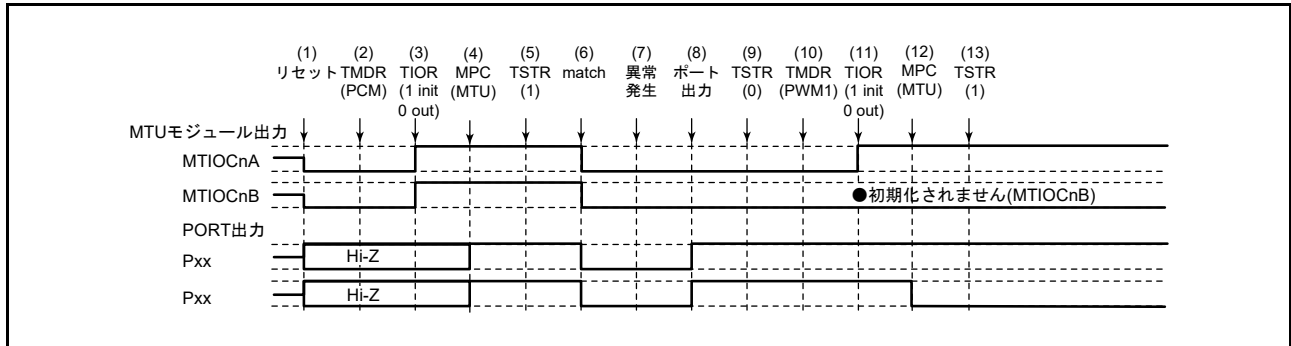 (1) (2) (3) (4) (5) (6) (7) (8) (9) (10) (11) (12) (13)
リセット TMDR TIOR MPC TSTR match 異常 ポート TSTR TMDR TIOR MPC TSTR
(PCM) (1 init (MTU) (1) 発生 出力 (0) (PWM1) (1 init (MTU) (1)
0 out) 0 out)
MTUモジュール出力
MTIOCnA
MTIOCnB ●初期化されません(MTIOCnB)
PORT出力
Pxx Hi-Z
Pxx Hi-Z